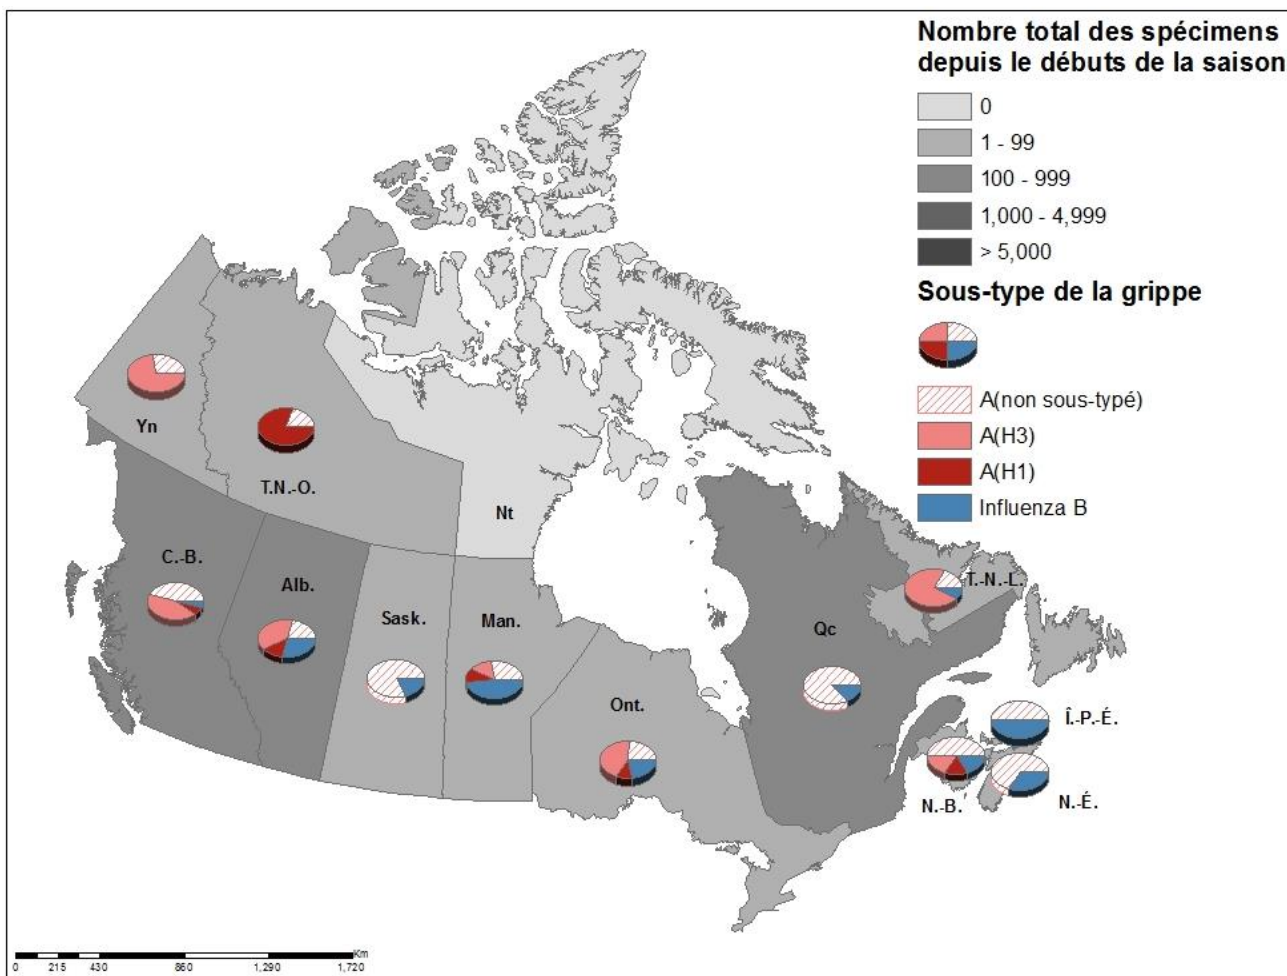 Nombre total des spécimens
depuis le débuts de la saison
0
1 - 99
100 - 999
1,000 - 4,999
> 5,000
Sous-type de la grippe
A(non sous-typé)
A(H3)
A(H1)
Influenza B
Yn
T.N.-O.
Nt
C.-B.
Alb.
Sask.
Man.
Ont.
Qc
T.-N.-L.
Î.-P.-É.
N.-B.
N.-É.
Km
0 215 430 860 1,290 1,720